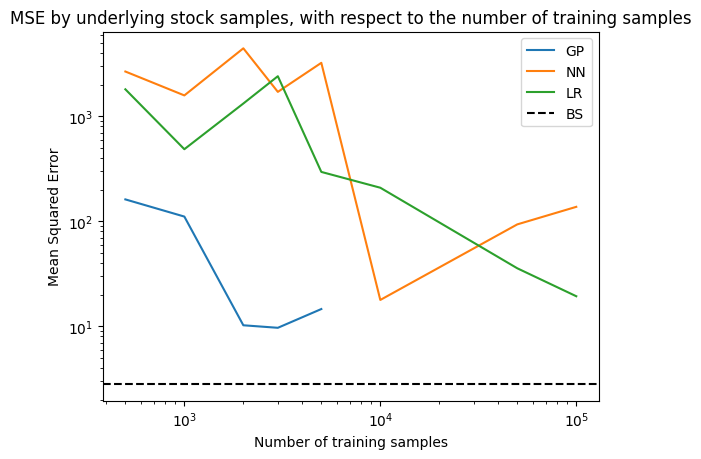 MSE by underlying stock samples, with respect to the number of training samples
GP
NN
LR
BS
10³
10²
10¹
Mean Squared Error
10³
10⁴
10⁵
Number of training samples